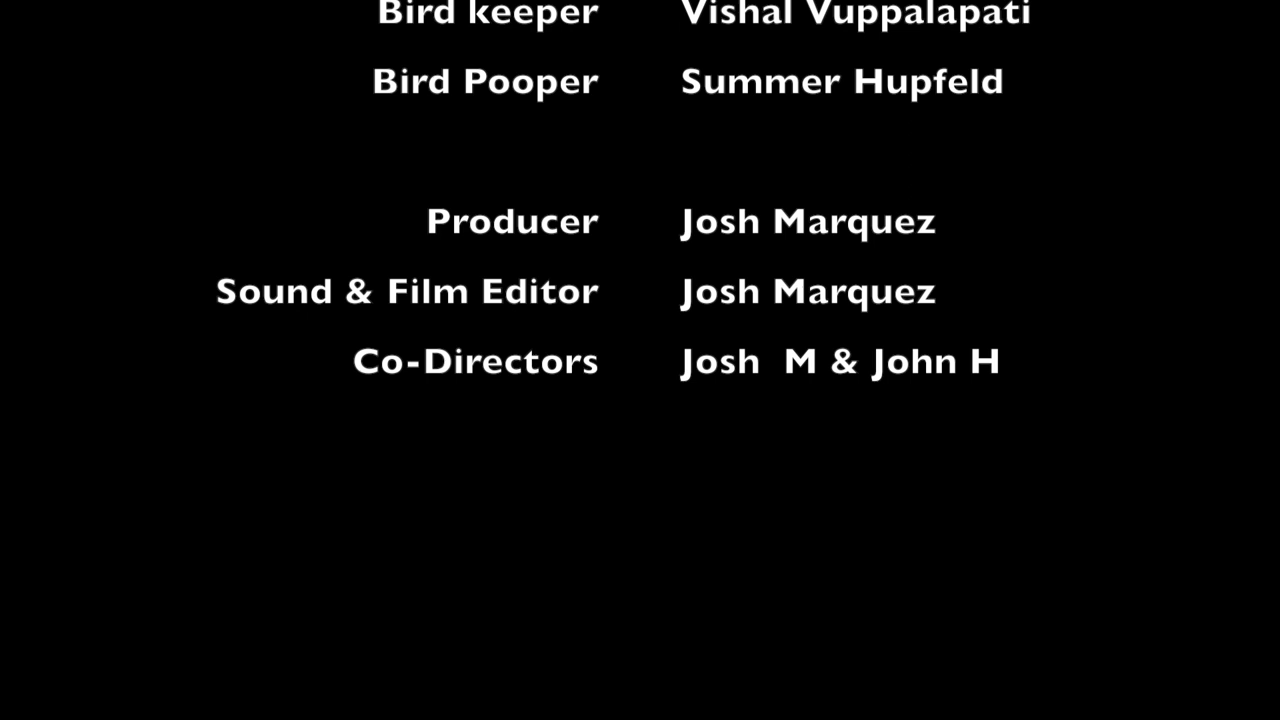 Bird keeper Vishal Vuppalapati
Bird Pooper Summer Hupfeld
Producer Josh Marquez
Sound & Film Editor Josh Marquez
Co-Directors Josh  M & John H